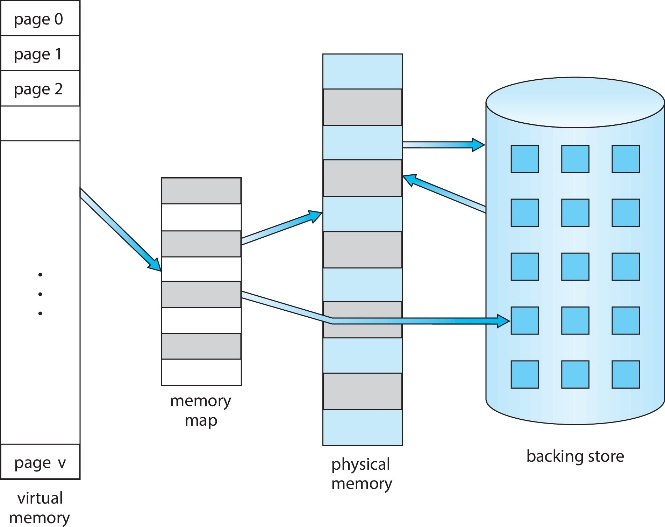 page 0
page 1
page 2
page v
virtual
memory
memory
map
physical
memory
backing store